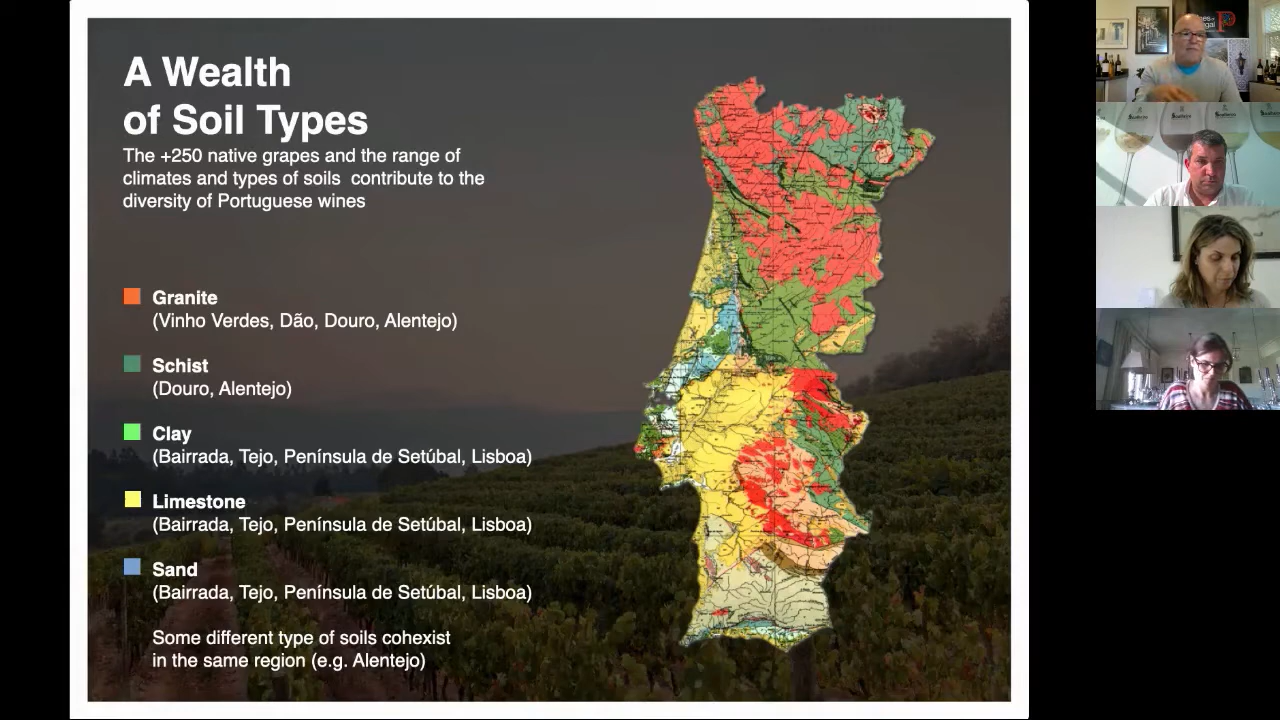 A Wealth
of Soil Types
The +250 native grapes and the range of
climates and types of soils contribute to the
diversity of Portuguese wines
Granite
(Vinho Verdes, Dão, Douro, Alentejo)
Schist
(Douro, Alentejo)
Clay
(Bairrada, Tejo, Península de Setúbal, Lisboa)
Limestone
(Bairrada, Tejo, Península de Setúbal, Lisboa)
Sand
(Bairrada, Tejo, Península de Setúbal, Lisboa)
Some different type of soils cohexist
in the same region (e.g. Alentejo)